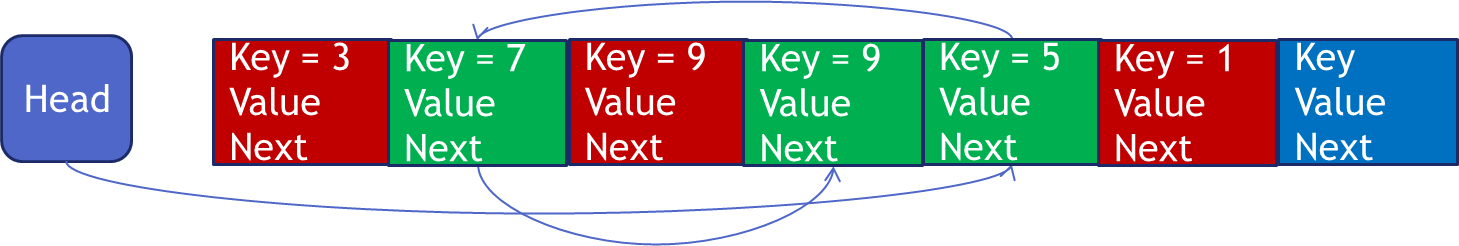 Head
Key = 3
Value
Next
Key = 7
Value
Next
Key = 9
Value
Next
Key = 9
Value
Next
Key = 5
Value
Next
Key = 1
Value
Next
Key
Value
Next